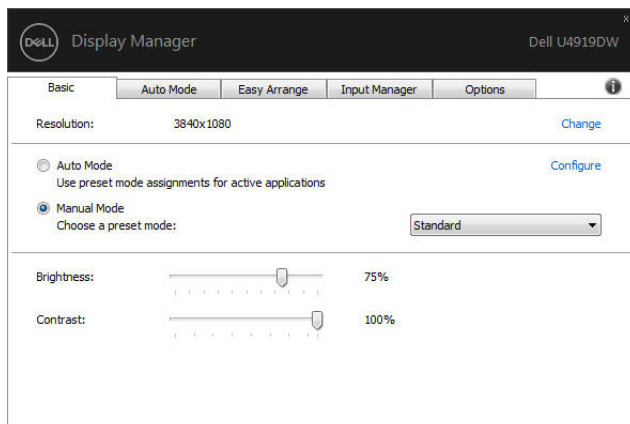 x
DELL Display Manager Dell U4919DW
Basic Auto Mode Easy Arrange Input Manager Options i
Resolution: 3840x1080 Change
Auto Mode Configure
Use preset mode assignments for active applications
Manual Mode
Choose a preset mode: Standard
Brightness: 75%
Contrast: 100%